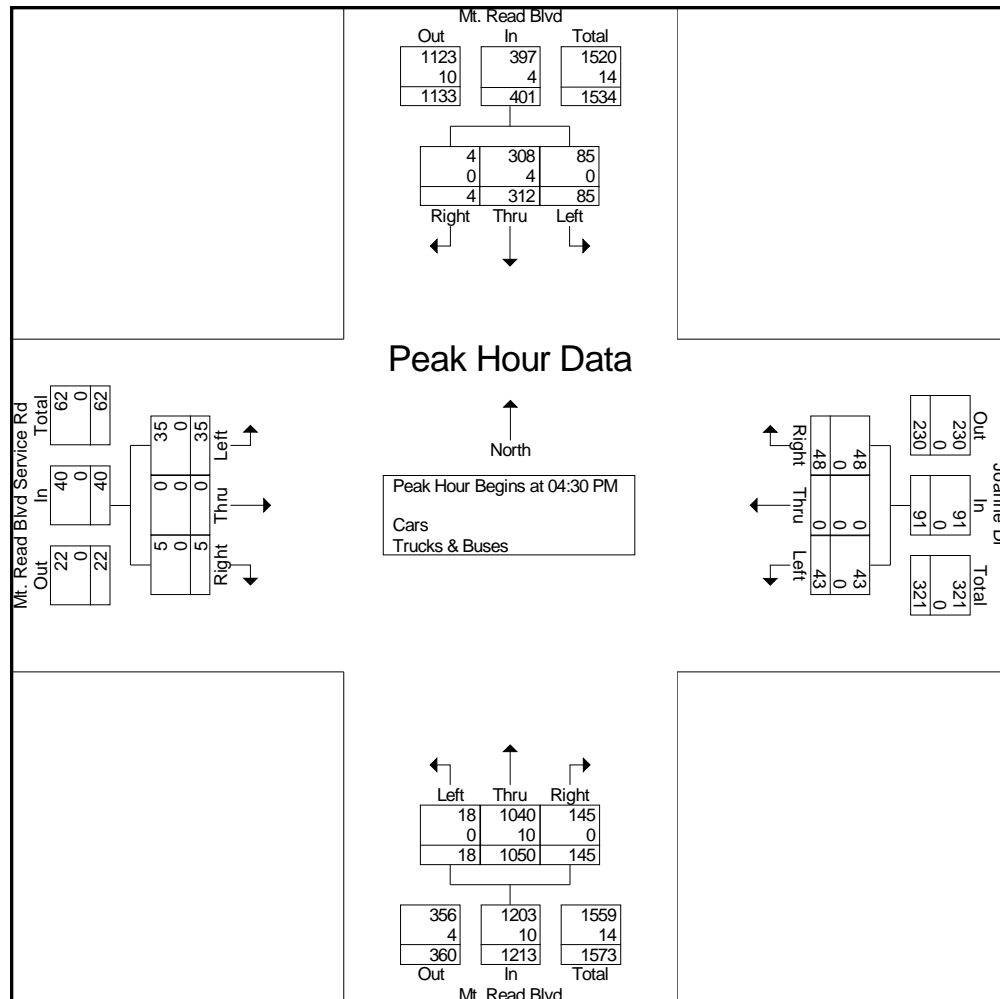 Mt. Read Blvd
Out In Total
1123 397 1520
10 4 14
1133 401 1534
4 308 85
0 4 0
4 312 85
Right Thru Left
Peak Hour Data
North
Peak Hour Begins at 04:30 PM
Cars
Trucks & Buses
Mt. Read Blvd Service Rd
Out In Total
22 40 62
0 0 0
22 40 62
5 0 35
0 0 0
5 0 35
Right Thru Left
Joanne Dr
Out In Total
230 91 321
0 0 0
230 91 321
48 0 43
0 0 0
48 0 43
Right Thru Left
Left Thru Right
18 1040 145
0 10 0
18 1050 145
356 1203 1559
4 10 14
360 1213 1573
Out In Total
Mt. Read Blvd